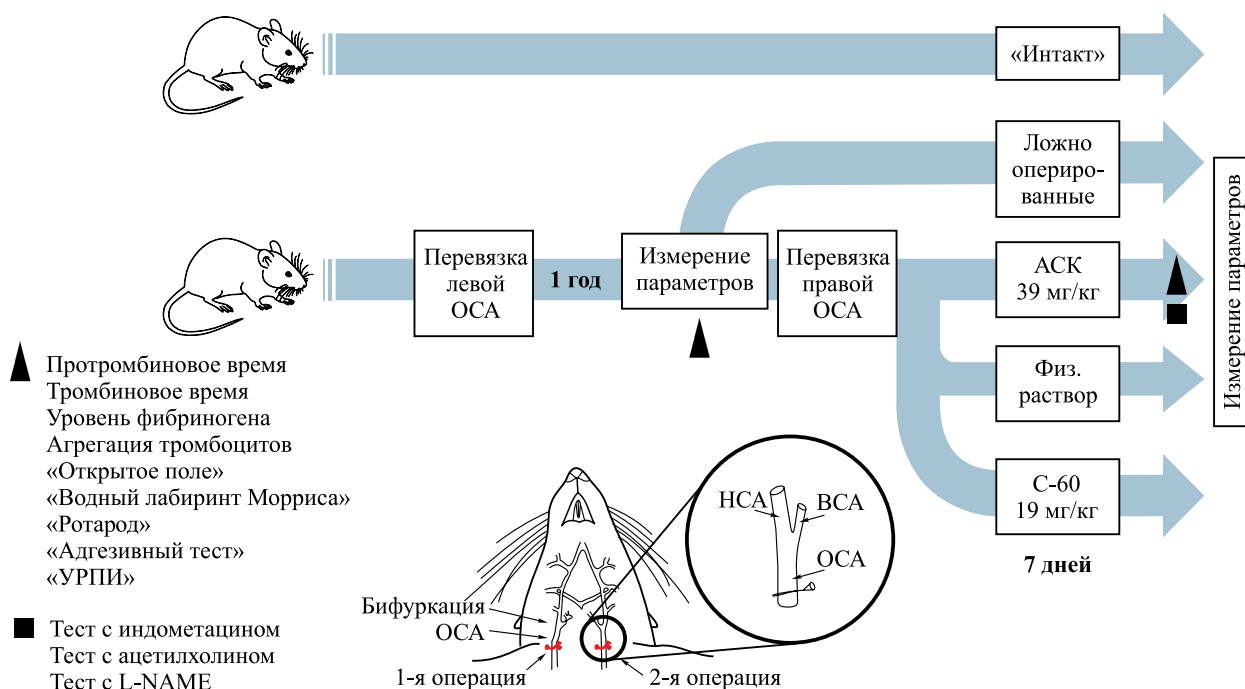 «Интакт»
Ложно
опериро-
ванные
Перевязка
левой
ОСА
1 год
Измерение
параметров
Перевязка
правой
ОСА
АСК
39 мг/кг
Физ.
раствор
С-60
19 мг/кг
7 дней
Измерение параметров
Протромбиновое время
Тромбиновое время
Уровень фибриногена
Агрегация тромбоцитов
«Открытое поле»
«Водный лабиринт Морриса»
«Ротарод»
«Адгезивный тест»
«УРПИ»
Тест с индометацином
Тест с ацетилхолином
Тест с L-NAME
НСА
ВСА
ОСА
Бифуркация
ОСА
1-я операция
2-я операция